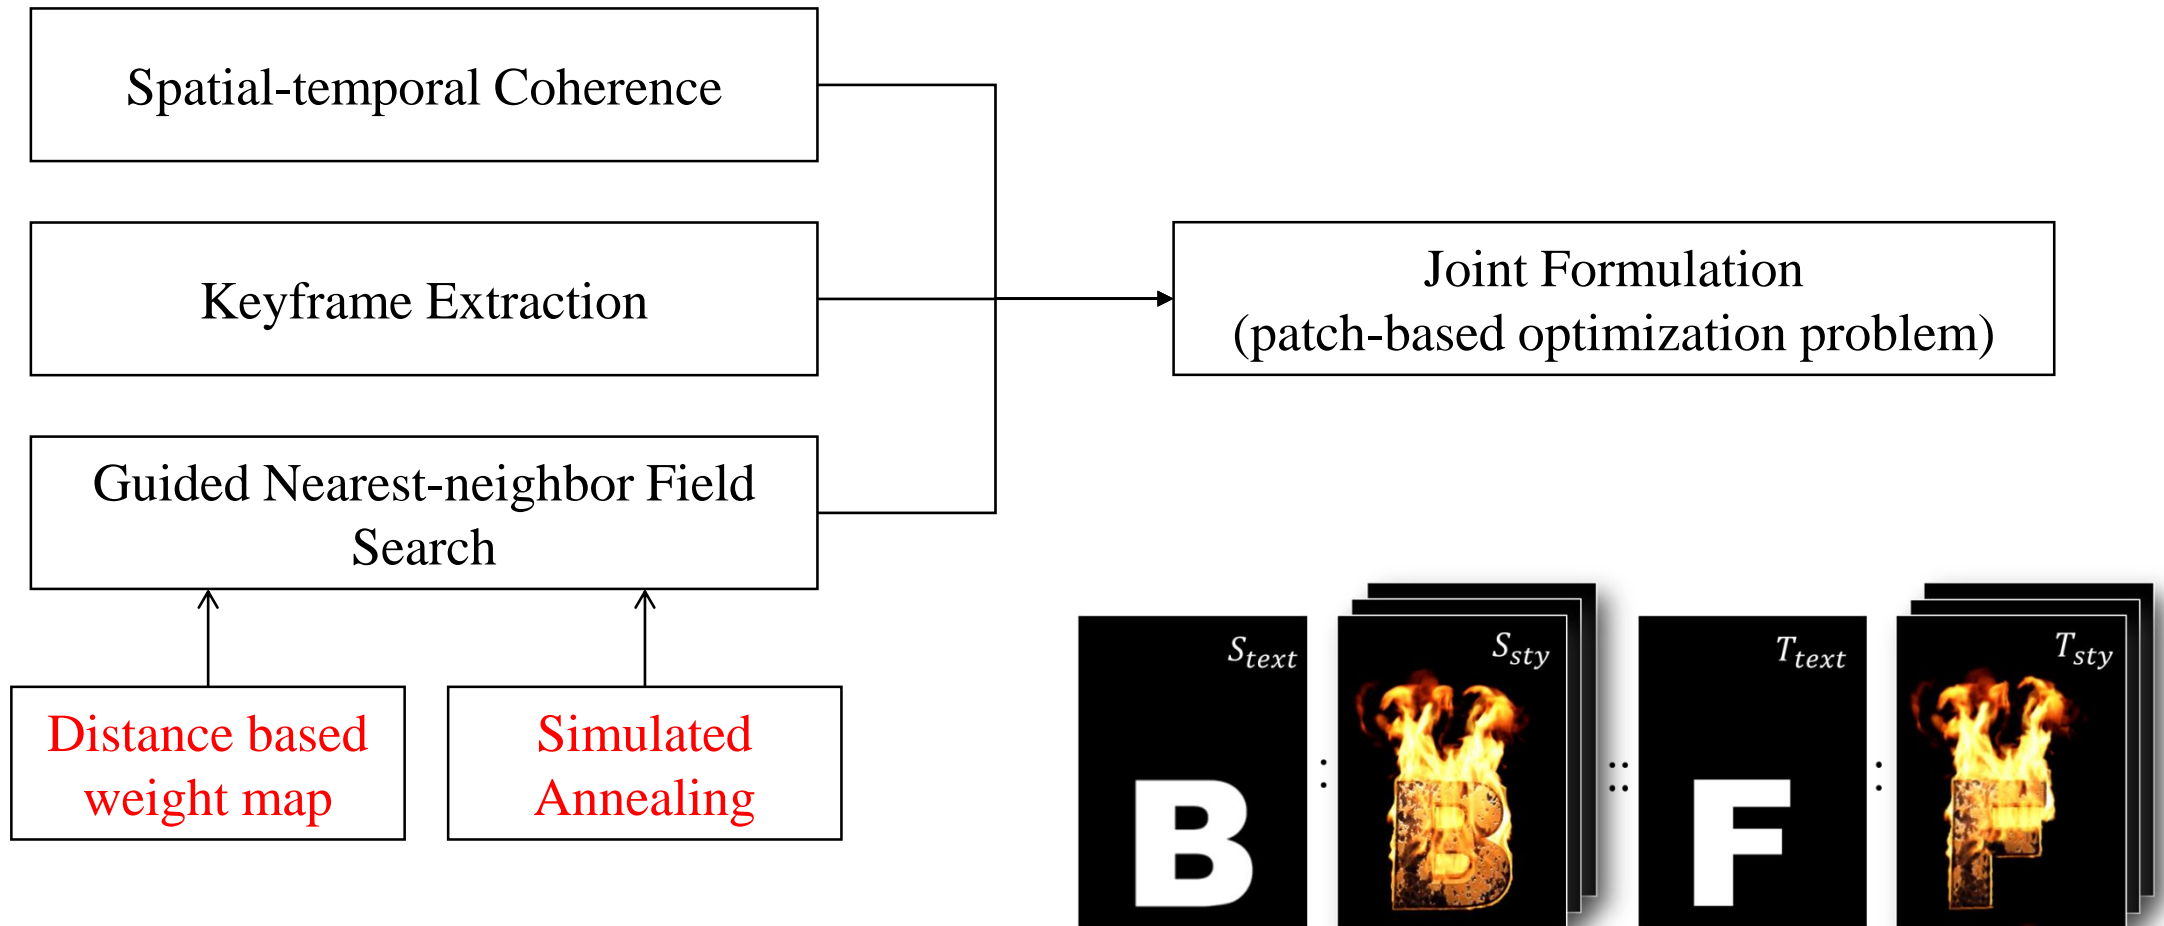 Spatial-temporal Coherence
Keyframe Extraction
Joint Formulation
(patch-based optimization problem)
Guided Nearest-neighbor Field
Search
Distance based
weight map
Simulated
Annealing
S_text
S_sty
T_text
T_sty
B
:
B
::
F
:
F